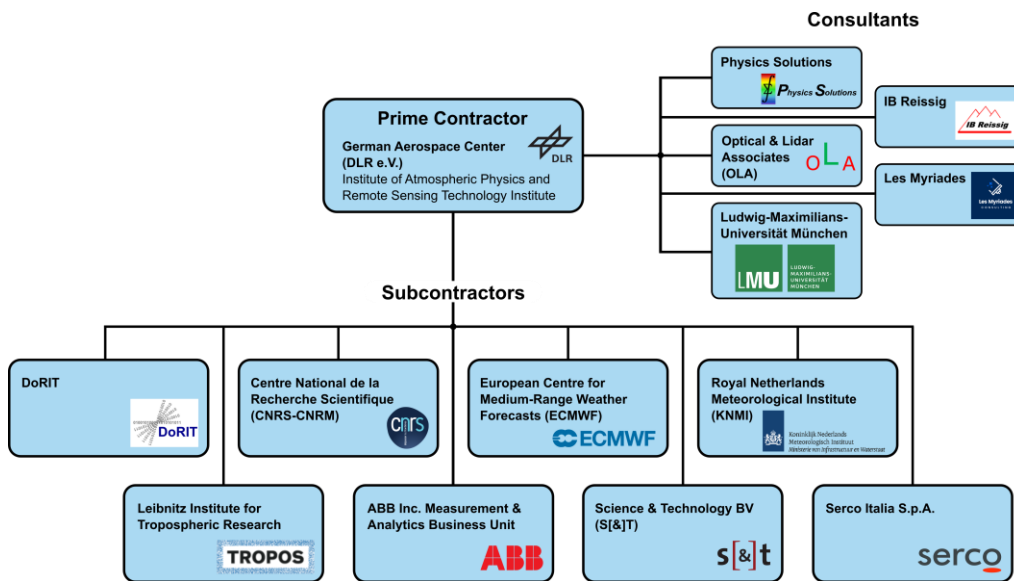 Consultants
Physics Solutions
Physics Solutions
IB Reissig
IB Reissig
Prime Contractor
German Aerospace Center
(DLR e.V.)
Institute of Atmospheric Physics and
Remote Sensing Technology Institute
DLR
Optical & Lidar
Associates
(OLA)
OLA
Les Myriades
Les Myriades
CONSULTING
Ludwig-Maximilians-
Universität München
LMU
LUDWIG-
MAXIMILIANS-
UNIVERSITÄT
MÜNCHEN
Subcontractors
DoRIT
DoRIT
Centre National de la
Recherche Scientifique
(CNRS-CNRM)
cnrs
European Centre for
Medium-Range Weather
Forecasts (ECMWF)
ECMWF
Royal Netherlands
Meteorological Institute
(KNMI)
Koninklijk Nederlands
Meteorologisch Instituut
Ministerie van Infrastructuur en Waterstaat
Leibnitz Institute for
Tropospheric Research
TROPOS
ABB Inc. Measurement &
Analytics Business Unit
ABB
Science & Technology BV
(S[&]T)
s[&]t
Serco Italia S.p.A.
serco